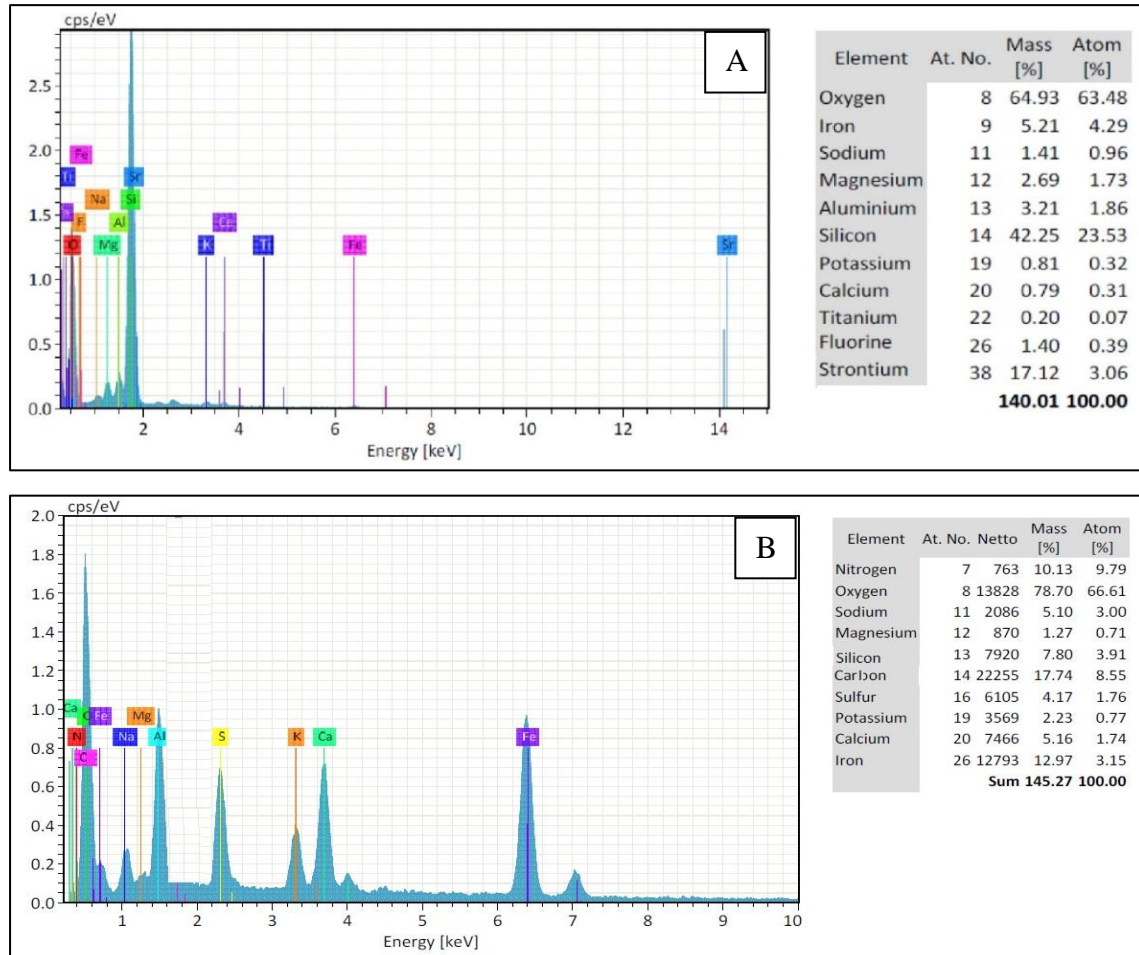 cps/eV
A
2.5
2.0
1.5
1.0
0.5
0.0
Fe
Ti
Sr
Na
Si
F
Al
O
Mg
K
Ti
Fe
Sr
2 4 6 8 10 12 14
Energy [keV]
Element At. No. Mass [%] Atom [%]
Oxygen 8 64.93 63.48
Iron 9 5.21 4.29
Sodium 11 1.41 0.96
Magnesium 12 2.69 1.73
Aluminium 13 3.21 1.86
Silicon 14 42.25 23.53
Potassium 19 0.81 0.32
Calcium 20 0.79 0.31
Titanium 22 0.20 0.07
Fluorine 26 1.40 0.39
Strontium 38 17.12 3.06
140.01 100.00
cps/eV
B
2.0
1.8
1.6
1.4
1.2
1.0
0.8
0.6
0.4
0.2
0.0
Ca
Fe
Mg
N
Na
Al
S
K
Ca
Fe
C
1 2 3 4 5 6 7 8 9 10
Energy [keV]
Element At. No. Netto Mass [%] Atom [%]
Nitrogen 7 763 10.13 9.79
Oxygen 8 13828 78.70 66.61
Sodium 11 2086 5.10 3.00
Magnesium 12 870 1.27 0.71
Silicon 13 7920 7.80 3.91
Carbon 14 22255 17.74 8.55
Sulfur 16 6105 4.17 1.76
Potassium 19 3569 2.23 0.77
Calcium 20 7466 5.16 1.74
Iron 26 12793 12.97 3.15
Sum 145.27 100.00